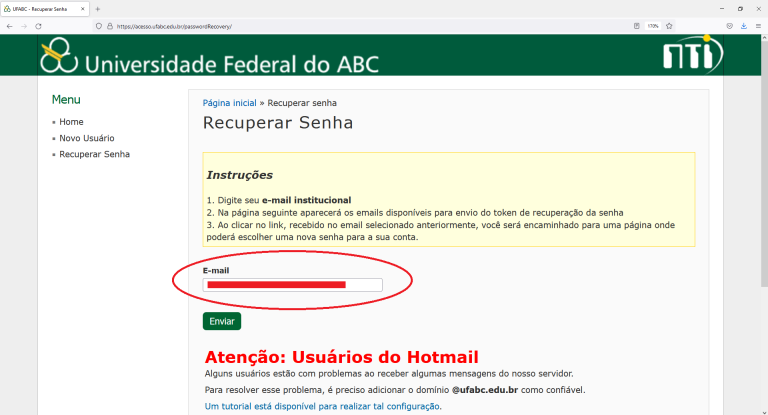 UFABC - Recuperar Senha
https://acesso.ufabc.edu.br/passwordRecovery/
170%
Universidade Federal do ABC
NTI
Menu
Home
Novo Usuário
Recuperar Senha
Página inicial » Recuperar senha
Recuperar Senha
Instruções
1. Digite seu e-mail institucional
2. Na página seguinte aparecerá os emails disponíveis para envio do token de recuperação da senha
3. Ao clicar no link, recebido no email selecionado anteriormente, você será encaminhado para uma página onde
poderá escolher uma nova senha para a sua conta.
E-mail
Enviar
Atenção: Usuários do Hotmail
Alguns usuários estão com problemas ao receber algumas mensagens do nosso servidor.
Para resolver esse problema, é preciso adicionar o domínio @ufabc.edu.br como confiável.
Um tutorial está disponível para realizar tal configuração.